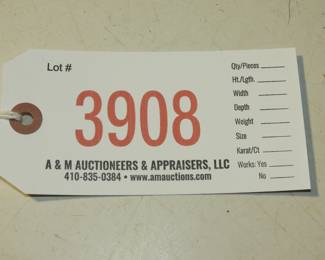 Lot #
3908
A & M AUCTIONEERS & APPRAISERS, LLC
410-835-0384 • www.amauctions.com
Qty/Pieces
Ht./Lgth.
Width
Depth
Weight
Size
Karat/Ct
Works: Yes
No